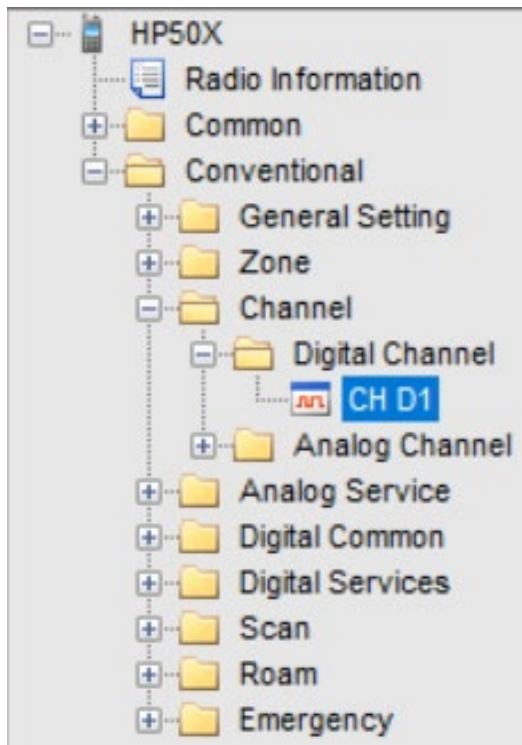 HP50X
Radio Information
Common
Conventional
General Setting
Zone
Channel
Digital Channel
CH D1
Analog Channel
Analog Service
Digital Common
Digital Services
Scan
Roam
Emergency